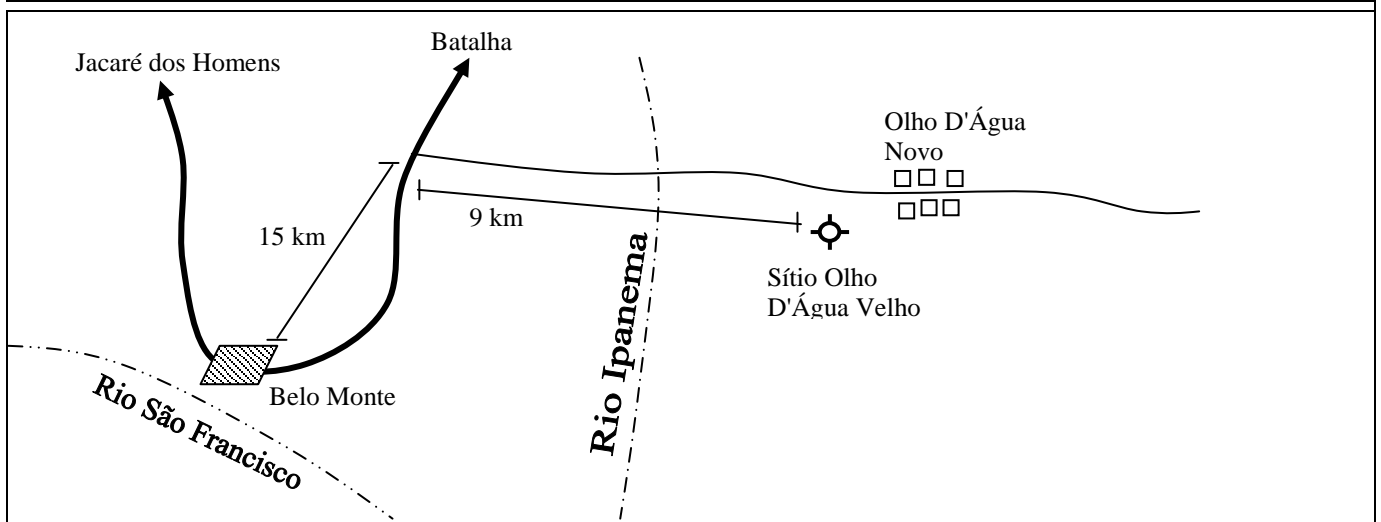 Batalha
Jacaré dos Homens
Olho D'Água
Novo
15 km
9 km
Sítio Olho
D'Água Velho
Rio Ipanema
Belo Monte
Rio São Francisco